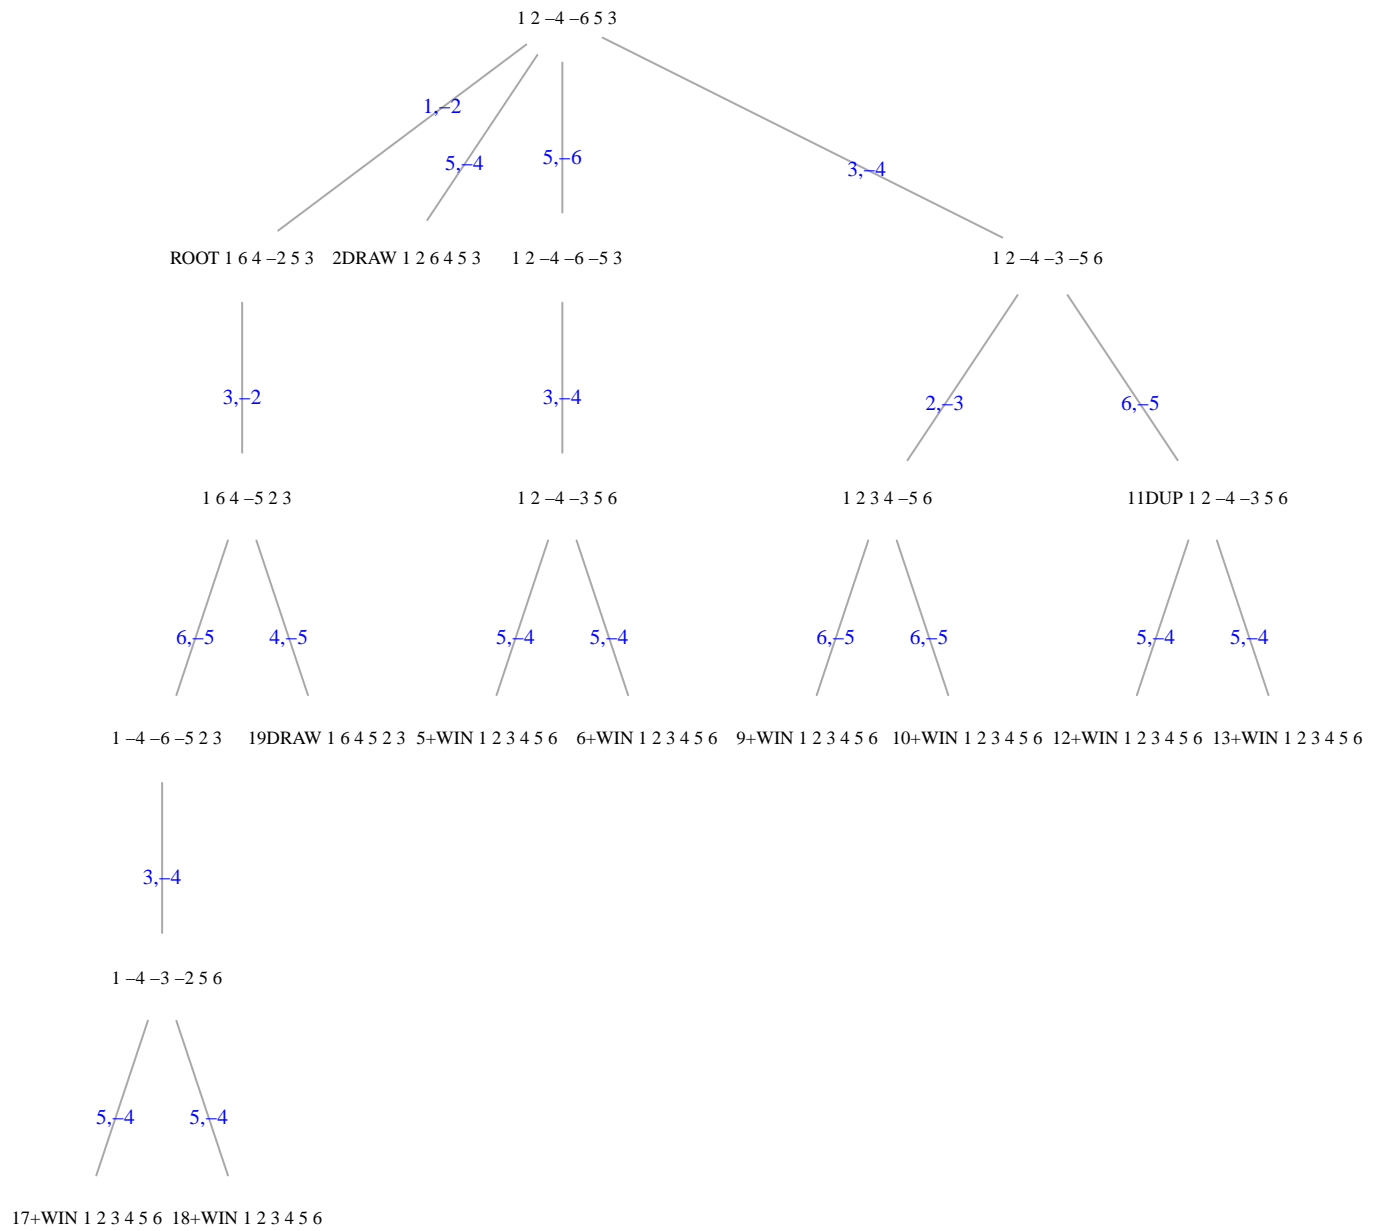 1 2 –4 –6 5 3
1,–2
5,–4
5,–6
3,–4
ROOT 1 6 4 –2 5 3
2DRAW 1 2 6 4 5 3
1 2 –4 –6 –5 3
1 2 –4 –3 –5 6
3,–2
3,–4
2,–3
6,–5
1 6 4 –5 2 3
1 2 –4 –3 5 6
1 2 3 4 –5 6
11DUP 1 2 –4 –3 5 6
6,–5
4,–5
5,–4
5,–4
6,–5
6,–5
5,–4
5,–4
1 –4 –6 –5 2 3
19DRAW 1 6 4 5 2 3
5+WIN 1 2 3 4 5 6
6+WIN 1 2 3 4 5 6
9+WIN 1 2 3 4 5 6
10+WIN 1 2 3 4 5 6
12+WIN 1 2 3 4 5 6
13+WIN 1 2 3 4 5 6
3,–4
1 –4 –3 –2 5 6
5,–4
5,–4
17+WIN 1 2 3 4 5 6
18+WIN 1 2 3 4 5 6